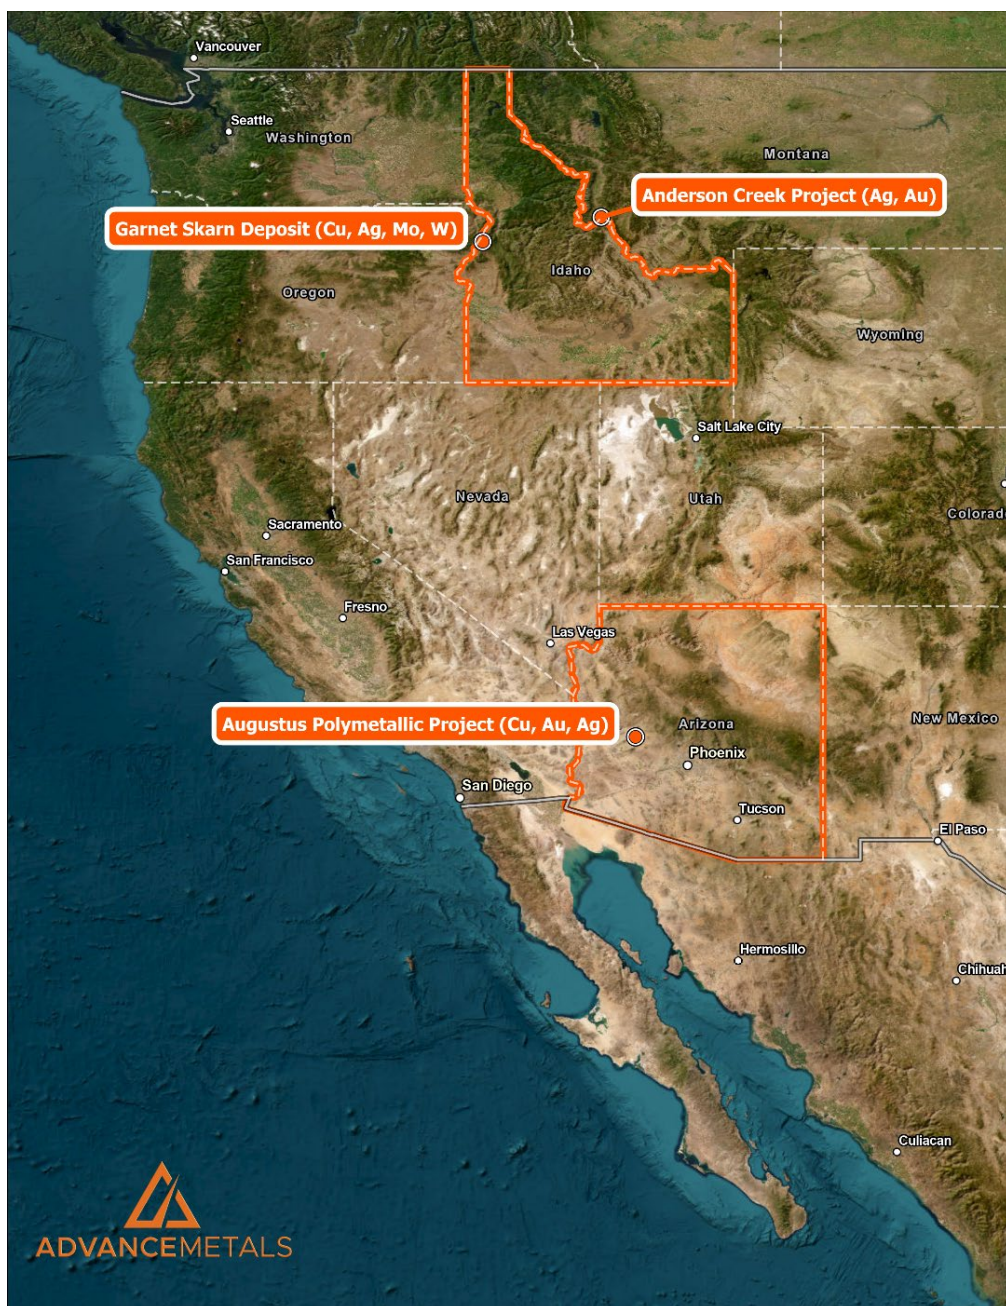 Vancouver
Seattle
Washington
Montana
Anderson Creek Project (Ag, Au)
Garnet Skarn Deposit (Cu, Ag, Mo, W)
Idaho
Oregon
Wyoming
Salt Lake City
Nevada
Utah
Colorado
Sacramento
San Francisco
Fresno
Las Vegas
Augustus Polymetallic Project (Cu, Au, Ag)
Arizona
New Mexico
Phoenix
San Diego
Tucson
El Paso
Hermosillo
Chihuah
Culiacan
ADVANCEMETALS